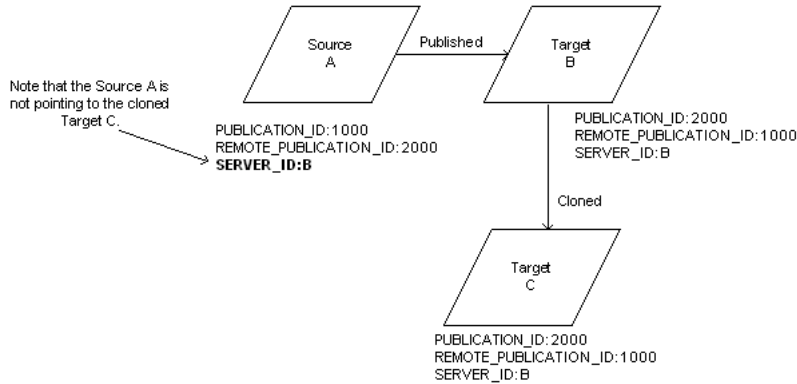 Source
A
Published
Target
B
Note that the Source A is
not pointing to the cloned
Target C.
PUBLICATION_ID:1000
REMOTE_PUBLICATION_ID:2000
SERVER_ID:B
PUBLICATION_ID:2000
REMOTE_PUBLICATION_ID:1000
SERVER_ID:B
Cloned
Target
C
PUBLICATION_ID:2000
REMOTE_PUBLICATION_ID:1000
SERVER_ID:B